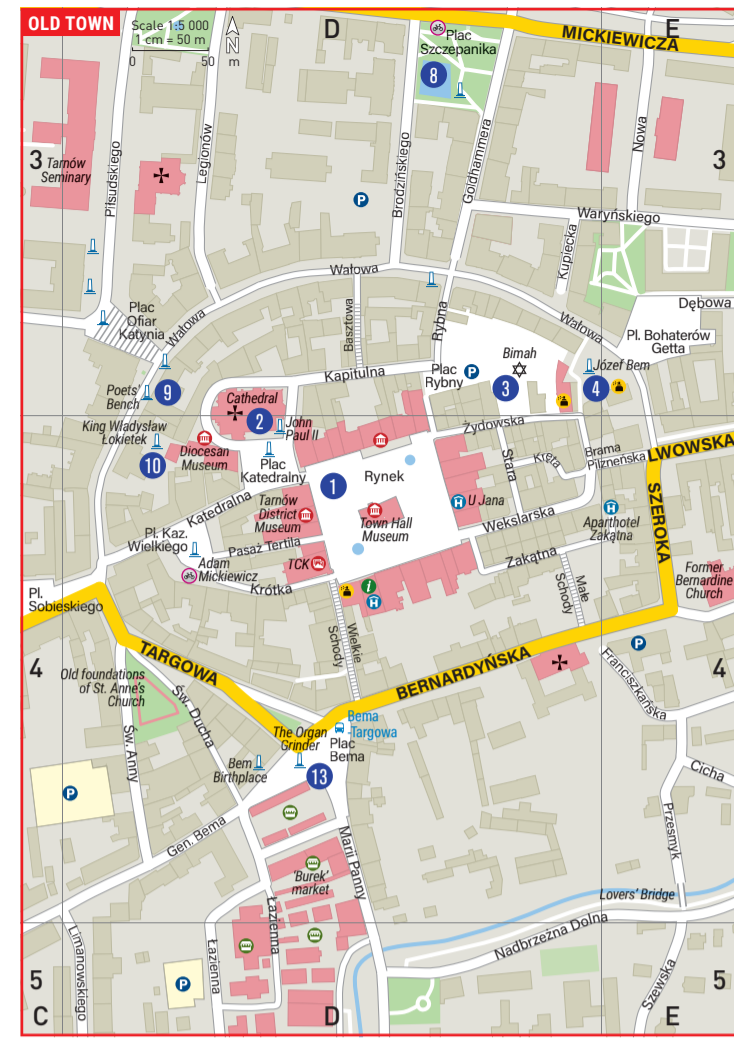 OLD TOWN
Scale 1:5 000
1 cm = 50 m
N
0 50
m
D
E
MICKIEWICZA
Plac
Szczepanika
8
3
Tarnów
Seminary
Piłsudskiego
Legionów
P
Brodzińskiego
Goldhammera
Nowa
3
Waryńskiego
Kupiecka
Wałowa
Dębowa
Plac
Ofiar
Katynia
Wałowa
Basztowa
Rybna
Wałowa
Pl. Bohaterów
Getta
Bimah
Józef Bem
Plac
Rybny
P
3
4
Kapitulna
Poets'
Bench
9
Cathedral
2
John
Paul II
King Władysław
Łokietek
10
Diocesan
Museum
Plac
Katedralny
Żydowska
Stara
Kręta
Brama
Pilzneńska
LWOWSKA
1
Rynek
Katedralna
Tarnów
District
Museum
Town Hall
Museum
H
U Jana
Wekslarska
H
Aparthotel
Zakątna
SZEROKA
Pl. Kaz.
Wielkiego
Pasaż Tertila
Adam
Mickiewicz
TCK
Zakątna
Krótka
i
H
Małe
Schody
Former
Bernardine
Church
Pl.
Sobieskiego
Wielkie
Schody
4
TARGOWA
BERNARDYŃSKA
P
Franciszkańska
4
Old foundations
of St. Anne's
Church
Św. Ducha
Św. Anny
The Organ
Grinder
Bema
-Targowa
Plac
Bema
Bem
Birthplace
13
P
Cicha
Gen. Bema
Marii Panny
Przesmyk
'Burek'
market
Lovers' Bridge
Łazienna
Nadbrzeżna Dolna
Limanowskiego
Łazienna
P
Szewska
5
5
C
D
E